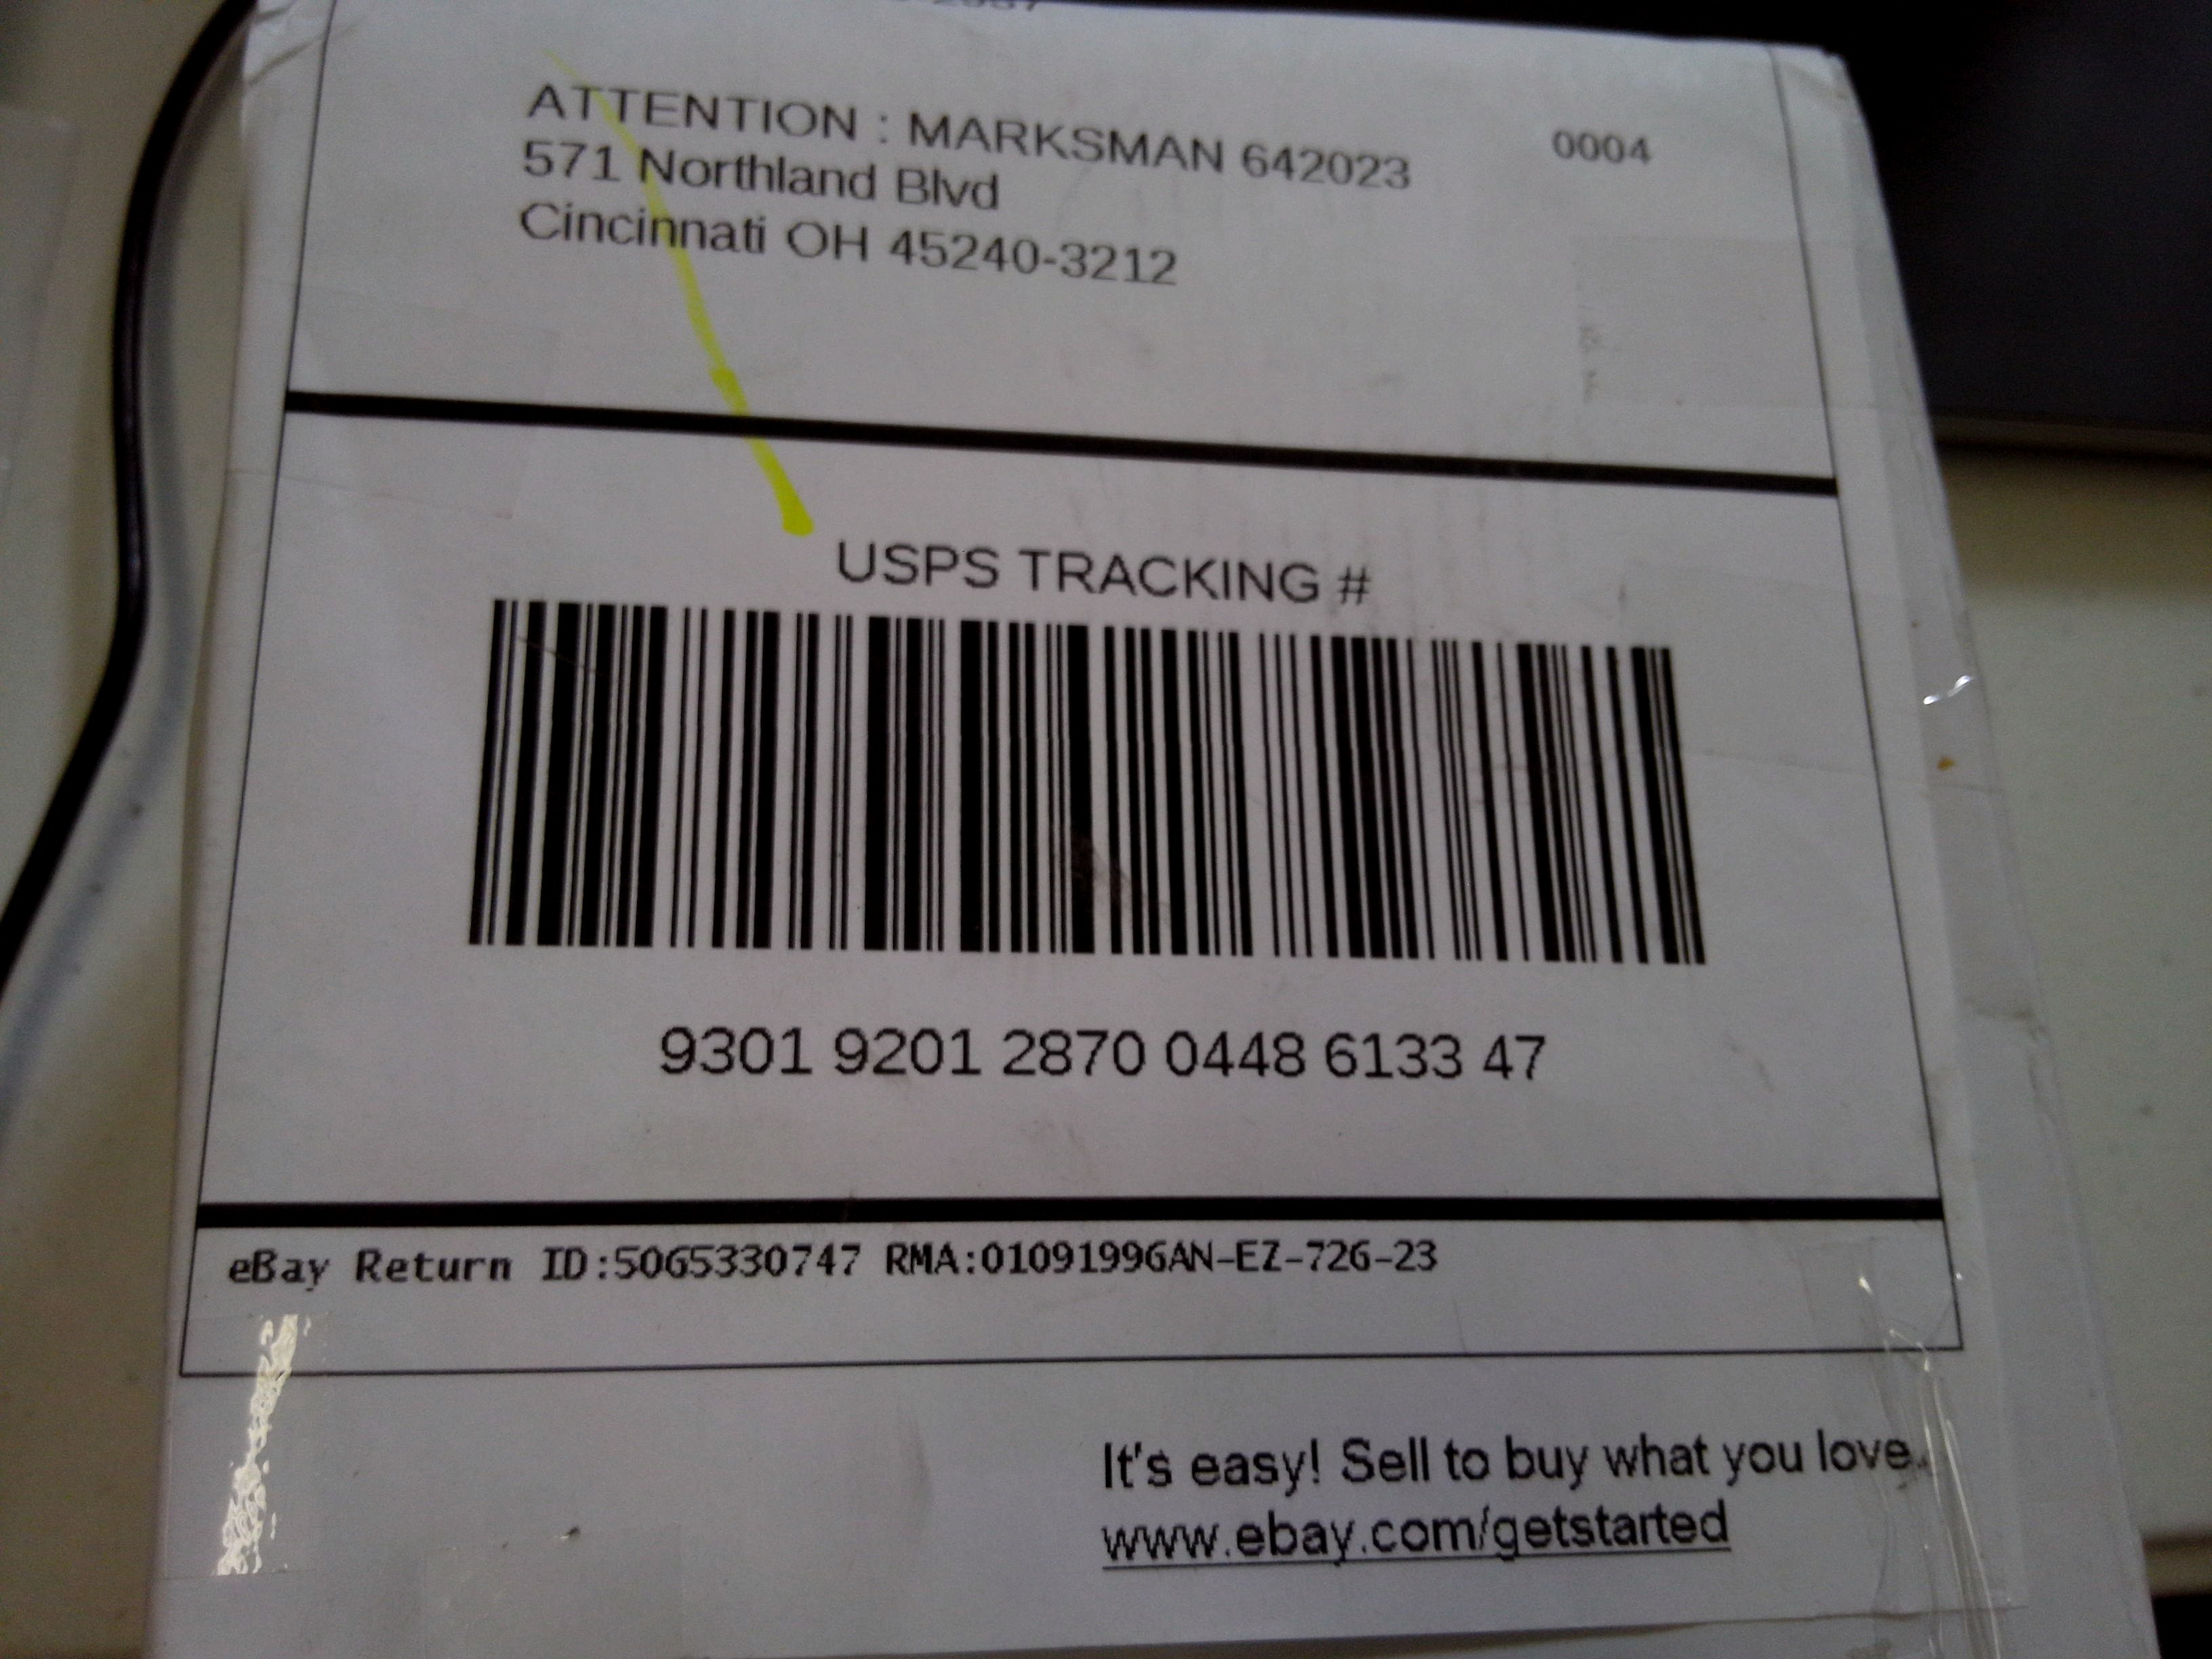 ATTENTION : MARKSMAN 642023 0004
571 Northland Blvd
Cincinnati OH 45240-3212
USPS TRACKING #
9301 9201 2870 0448 6133 47
eBay Return ID:5065330747 RMA:01091996AN-EZ-726-23
It's easy! Sell to buy what you love.
www.ebay.com/getstarted